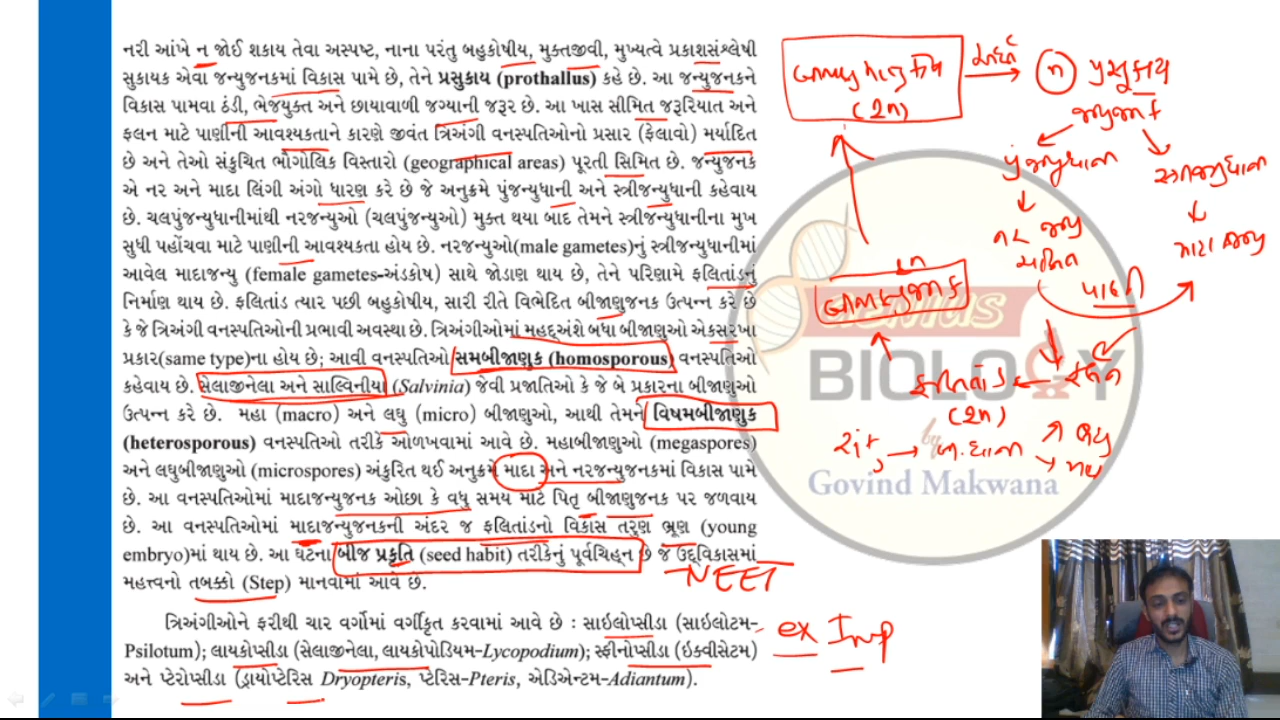 નરી આંખે ન જોઈ શકાય તેવા અસ્પષ્ટ, નાના પરંતુ બહુકોષીય, મુક્તજીવી, મુખ્યત્વે પ્રકાશસંશ્લેષી
સુકાયક એવા જન્યુજનકમાં વિકાસ પામે છે, તેને પ્રસુકાય (prothallus) કહે છે. આ જન્યુજનકને
વિકાસ પામવા ઠંડી, ભેજયુક્ત અને છાયાવાળી જગ્યાની જરૂર છે. આ ખાસ સીમિત જરૂરિયાત અને
ફલન માટે પાણીની આવશ્યકતાને કારણે જીવંત ત્રિઅંગી વનસ્પતિઓનો પ્રસાર (ફેલાવો) મર્યાદિત
છે અને તેઓ સંકુચિત ભૌગોલિક વિસ્તારો (geographical areas) પૂરતી સિમિત છે. જન્યુજનક
એ નર અને માદા લિંગી અંગો ધારણ કરે છે જે અનુક્રમે પુંજન્યુધાની અને સ્ત્રીજન્યુધાની કહેવાય
છે. ચલપુંજન્યુધાનીમાંથી નરજન્યુઓ (ચલપુંજન્યુઓ) મુક્ત થયા બાદ તેમને સ્ત્રીજન્યુધાનીના મુખ
સુધી પહોંચવા માટે પાણીની આવશ્યકતા હોય છે. નરજન્યુઓ(male gametes)નું સ્ત્રીજન્યુધાનીમાં
આવેલ માદાજન્યુ (female gametes-અંડકોષ) સાથે જોડાણ થાય છે, તેને પરિણામે ફલિતાંડનું
નિર્માણ થાય છે. ફલિતાંડ ત્યાર પછી બહુકોષીય, સારી રીતે વિભેદિત બીજાણુજનક ઉત્પન્ન કરે છે
કે જે ત્રિઅંગી વનસ્પતિઓની પ્રભાવી અવસ્થા છે. ત્રિઅંગીઓમાં મહદ્અંશે બધા બીજાણુઓ એકસરખા
પ્રકાર(same type)ના હોય છે; આવી વનસ્પતિઓ સમબીજાણુક (homosporous) વનસ્પતિઓ
કહેવાય છે. સેલાજીનેલા અને સાલ્વિનીયા (Salvinia) જેવી પ્રજાતિઓ કે જે બે પ્રકારના બીજાણુઓ
ઉત્પન્ન કરે છે. મહા (macro) અને લઘુ (micro) બીજાણુઓ, આથી તેમને વિષમબીજાણુક
(heterosporous) વનસ્પતિઓ તરીકે ઓળખવામાં આવે છે. મહાબીજાણુઓ (megaspores)
અને લઘુબીજાણુઓ (microspores) અંકુરિત થઈ અનુક્રમે માદા અને નરજન્યુજનકમાં વિકાસ પામે
છે. આ વનસ્પતિઓમાં માદાજન્યુજનક ઓછા કે વધુ સમય માટે પિતૃ બીજાણુજનક પર જળવાય
છે. આ વનસ્પતિઓમાં માદાજન્યુજનકની અંદર જ ફલિતાંડનો વિકાસ તરુણ ભ્રૂણ (young
embryo)માં થાય છે. આ ઘટના બીજ પ્રકૃતિ (seed habit) તરીકેનું પૂર્વચિહ્ન છે જે ઉદ્દવિકાસમાં
મહત્ત્વનો તબક્કો (Step) માનવામાં આવે છે.
NEET
ત્રિઅંગીઓને ફરીથી ચાર વર્ગોમાં વર્ગીકૃત કરવામાં આવે છે : સાઇલોપ્સીડા (સાઇલોટમ-
Psilotum); લાયકોપ્સીડા (સેલાજીનેલા, લાયકોપોડિયમ-Lycopodium); સ્ફીનોપ્સીડા (ઇક્વીસેટમ)
અને ટેરોપ્સીડા (ડ્રાયોપ્ટેરિસ Dryopteris, પ્ટેરિસ-Pteris, એડિએન્ટમ-Adiantum).
ex Imp
(2n)
n પ્રસુકાય
પાણી
(2n)
GENIUS
BIOLOGY
by
Govind Makwana